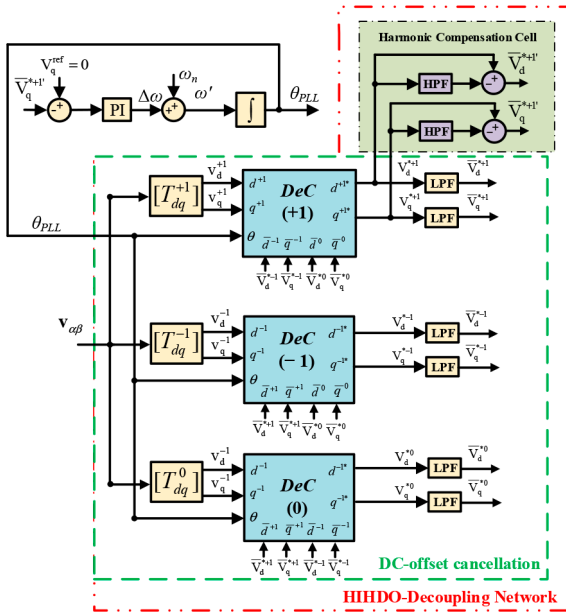 Harmonic Compensation Cell
V_q^ref = 0
V̅_q^*+1' - + PI Δω + + ω_n ω' ∫ θ_PLL
HPF - + V̅_d^*+1'
HPF - + V̅_q^*+1'
[T_dq^+1] v_d^+1 v_q^+1
d^+1 DeC d^+1*
q^+1 (+1) q^+1*
θ d̅^-1 q̅^-1 d̅^0 q̅^0
V_d^*+1 LPF V̅_d^*+1
V_q^*+1 LPF V̅_q^*+1
V̅_d^*-1 V̅_q^*-1 V̅_d^*0 V̅_q^*0
θ_PLL
v_αβ
[T_dq^-1] v_d^-1 v_q^-1
d^-1 DeC d^-1*
q^-1 (-1) q^-1*
θ d̅^+1 q̅^+1 d̅^0 q̅^0
V_d^*-1 LPF V̅_d^*-1
V_q^*-1 LPF V̅_q^*-1
V̅_d^*+1 V̅_q^*+1 V̅_d^*0 V̅_q^*0
[T_dq^0] v_d^-1 v_q^-1
d^-1 DeC d^-1*
q^-1 (0) q^-1*
θ d̅^+1 q̅^+1 d̅^-1 q̅^-1
V_d^*0 LPF V̅_d^*0
V_q^*0 LPF V̅_q^*0
V̅_d^*+1 V̅_q^*+1 V̅_d^*-1 V̅_q^*-1
DC-offset cancellation
HIHDO-Decoupling Network